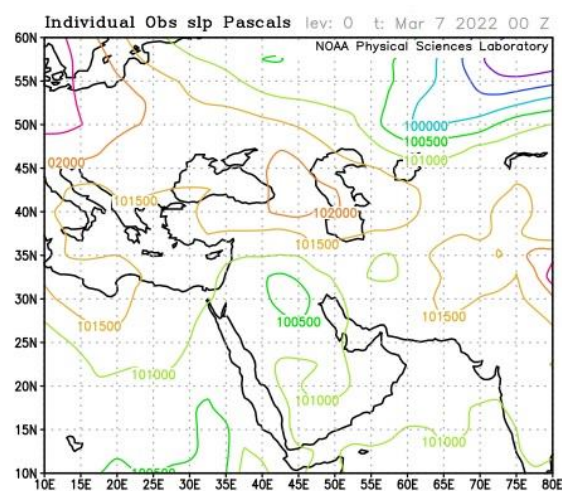 Individual Obs slp Pascals lev: 0 t: Mar 7 2022 00 Z
NOAA Physical Sciences Laboratory
60N
55N
50N
45N
40N
35N
30N
25N
20N
15N
10N
100000
100500
101000
02000
101500
102000
101500
101500
101500
100500
101000
101000
101000
100500
10E 15E 20E 25E 30E 35E 40E 45E 50E 55E 60E 65E 70E 75E 80E